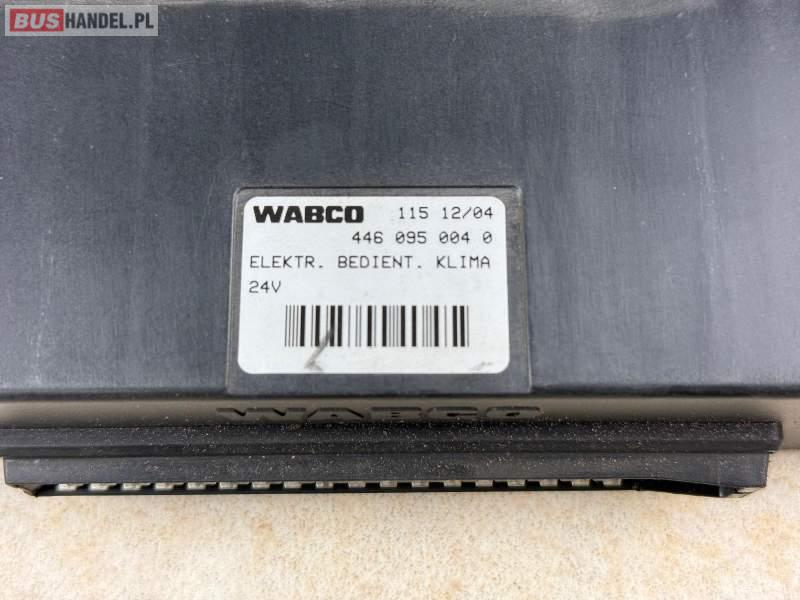 BUSHANDEL.PL
WABCO 115 12/04
446 095 004 0
ELEKTR. BEDIENT. KLIMA
24V
WABCO